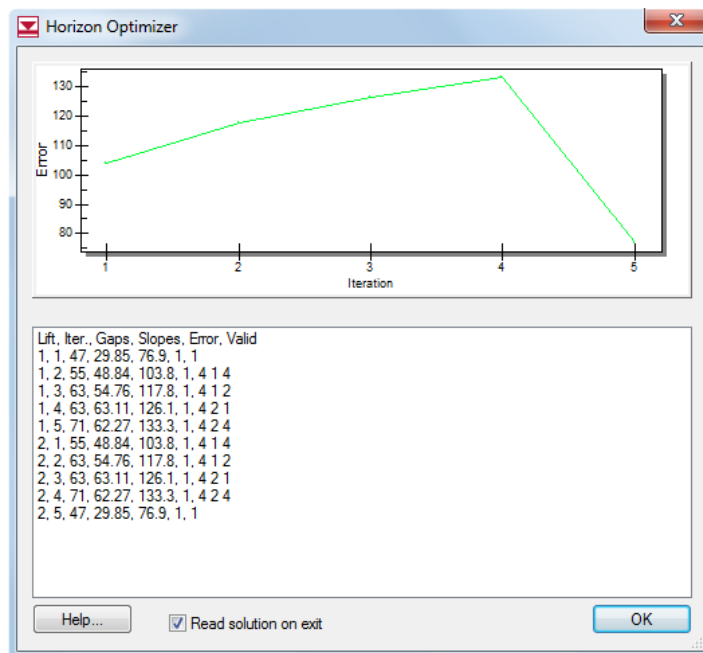 Horizon Optimizer
x
Error
130
120
110
100
90
80
1 2 3 4 5
Iteration
Lift, Iter., Gaps, Slopes, Error, Valid
1, 1, 47, 29.85, 76.9, 1, 1
1, 2, 55, 48.84, 103.8, 1, 4 1 4
1, 3, 63, 54.76, 117.8, 1, 4 1 2
1, 4, 63, 63.11, 126.1, 1, 4 2 1
1, 5, 71, 62.27, 133.3, 1, 4 2 4
2, 1, 55, 48.84, 103.8, 1, 4 1 4
2, 2, 63, 54.76, 117.8, 1, 4 1 2
2, 3, 63, 63.11, 126.1, 1, 4 2 1
2, 4, 71, 62.27, 133.3, 1, 4 2 4
2, 5, 47, 29.85, 76.9, 1, 1
Help...
Read solution on exit
OK